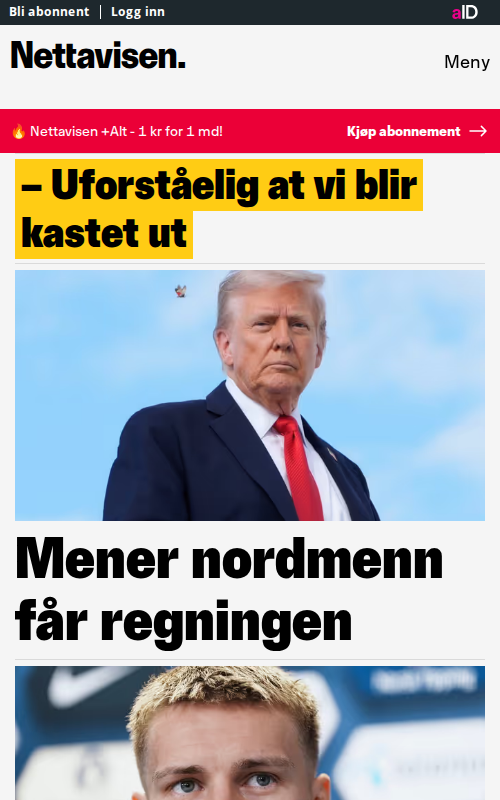 Bli abonnent | Logg inn
aID
Nettavisen.
Meny
🔥 Nettavisen +Alt - 1 kr for 1 md!
Kjøp abonnement →
– Uforståelig at vi blir
kastet ut
Mener nordmenn
får regningen